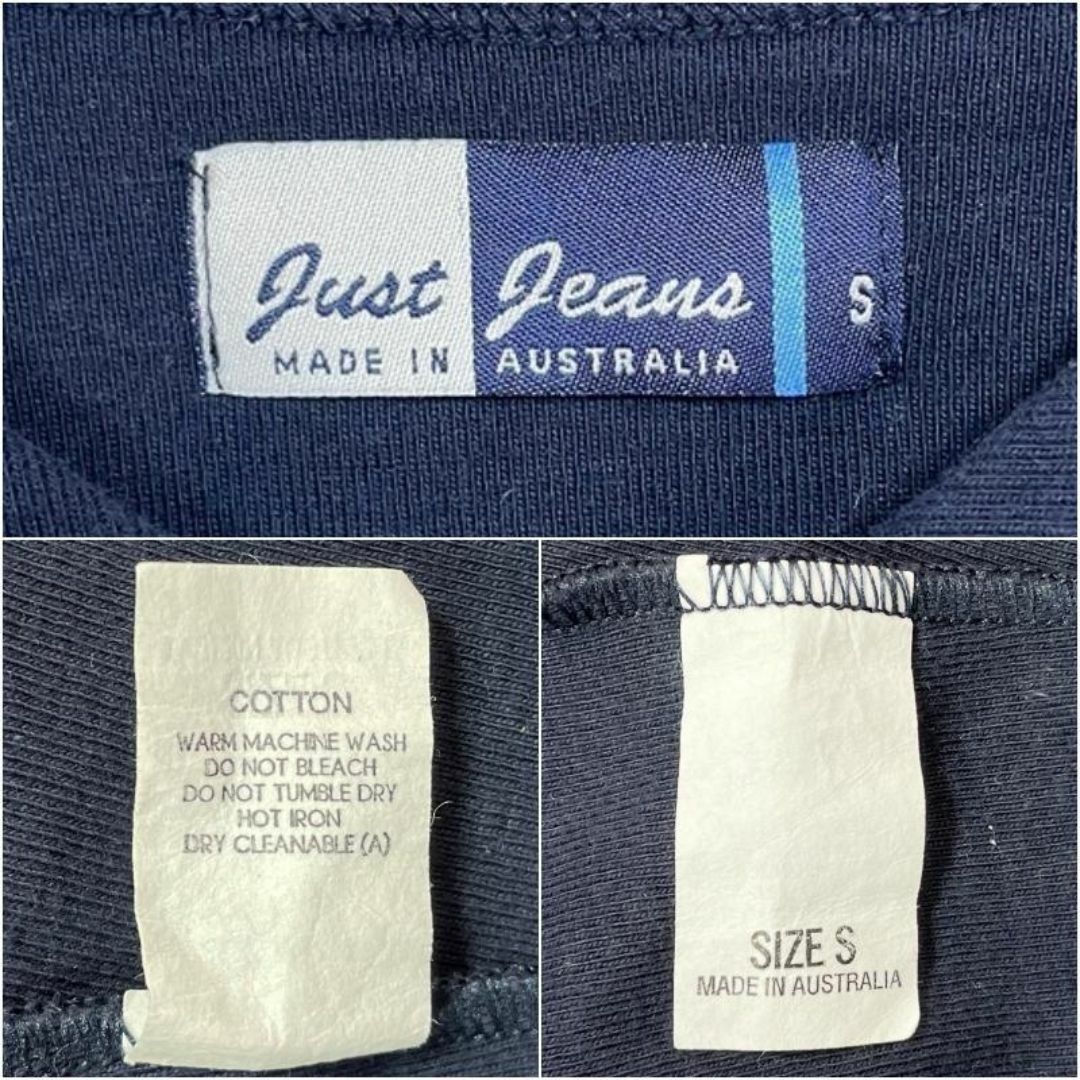 Just Jeans
MADE IN AUSTRALIA
S
COTTON
WARM MACHINE WASH
DO NOT BLEACH
DO NOT TUMBLE DRY
HOT IRON
DRY CLEANABLE (A)
SIZE S
MADE IN AUSTRALIA